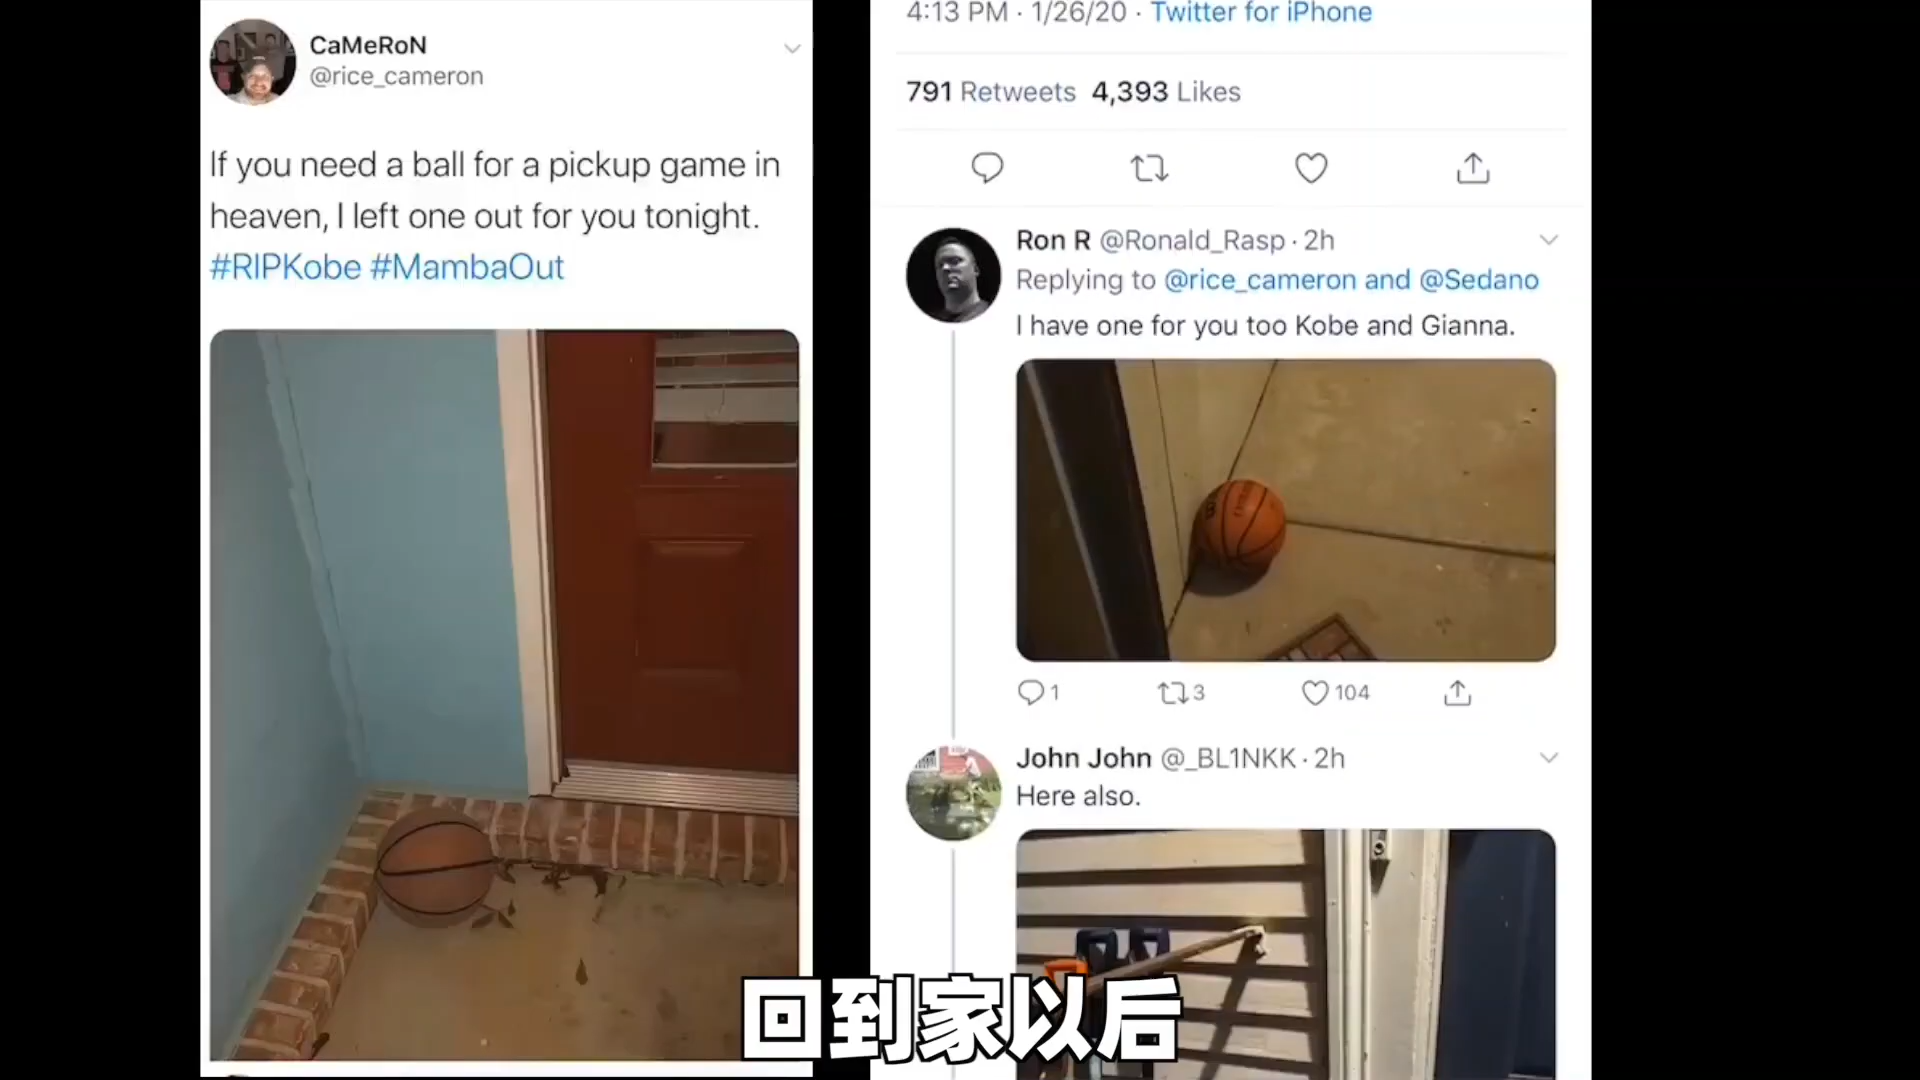 CaMeRoN
@rice_cameron
If you need a ball for a pickup game in
heaven, I left one out for you tonight.
#RIPKobe #MambaOut
4:13 PM · 1/26/20 · Twitter for iPhone
791 Retweets 4,393 Likes
Ron R @Ronald_Rasp · 2h
Replying to @rice_cameron and @Sedano
I have one for you too Kobe and Gianna.
1 3 104
John John @_BL1NKK · 2h
Here also.
回到家以后